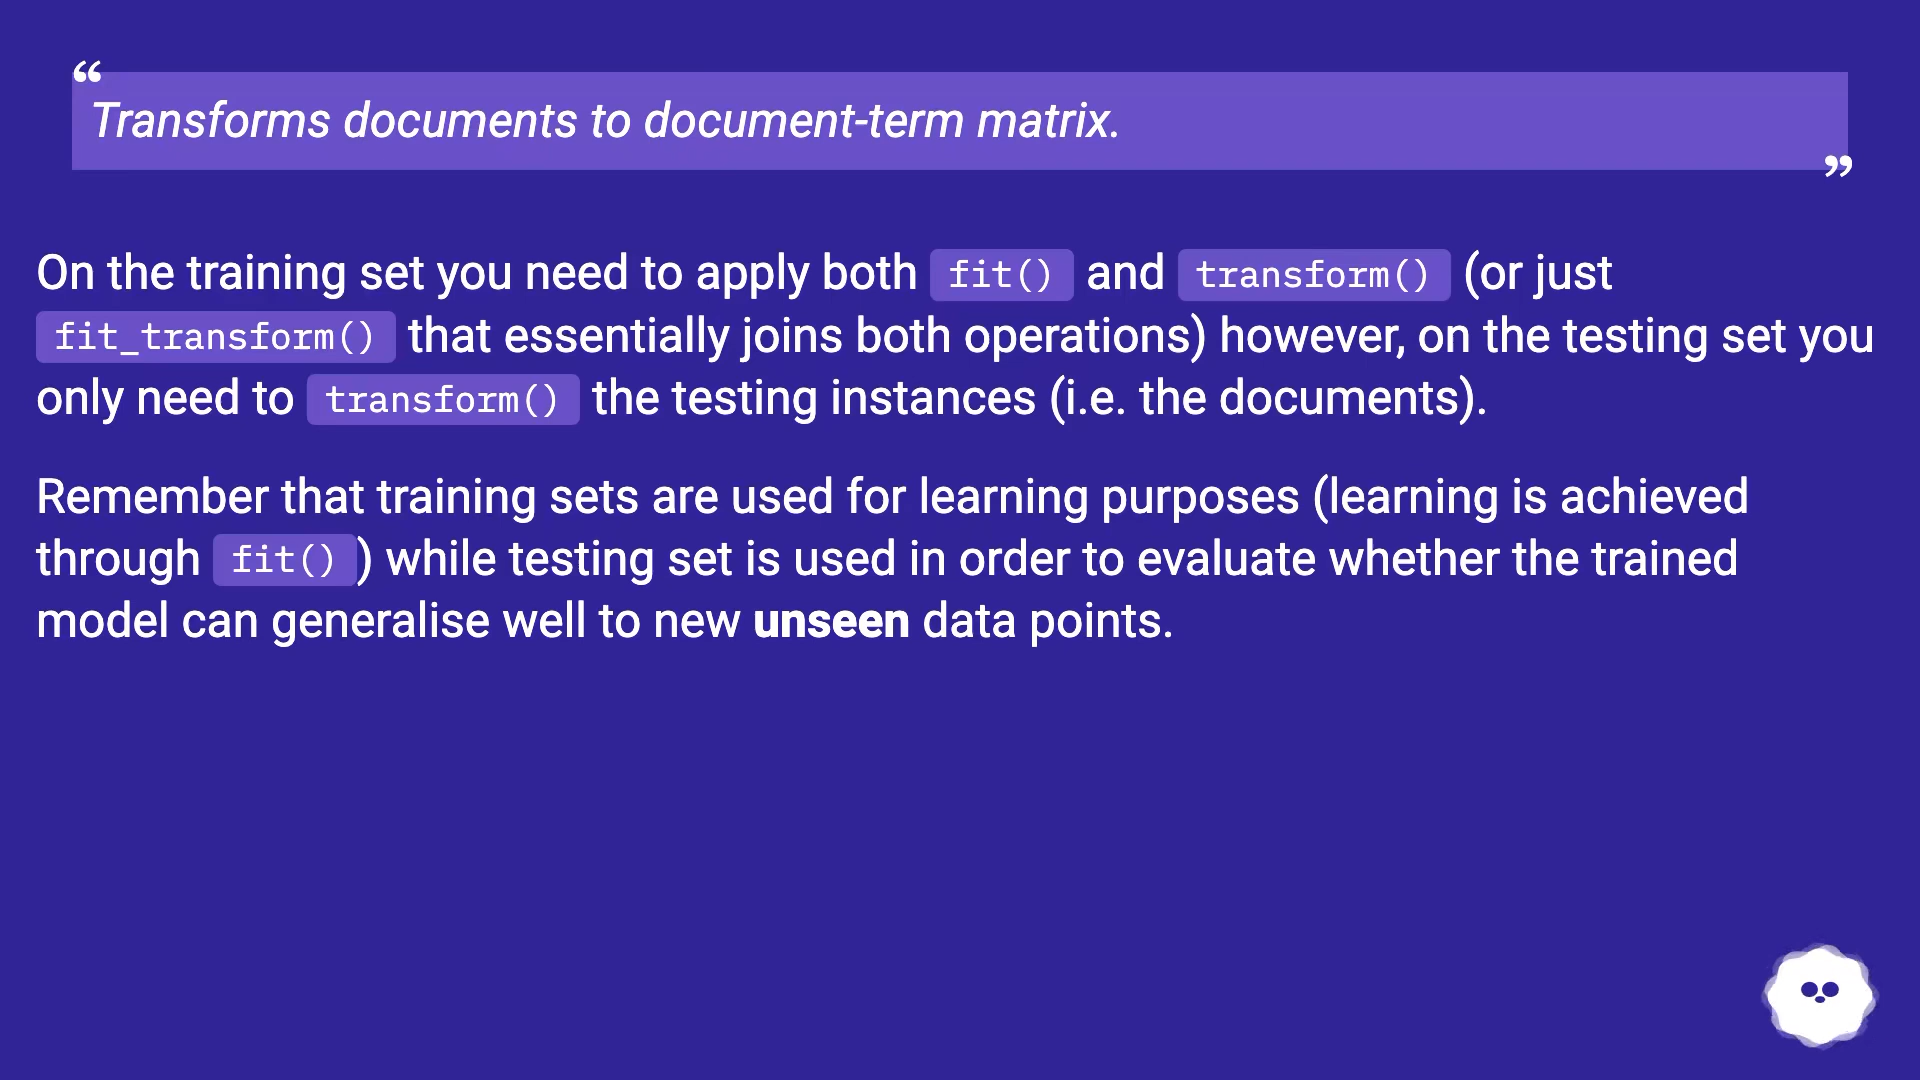 “
Transforms documents to document-term matrix.
”
On the training set you need to apply both fit() and transform() (or just
fit_transform() that essentially joins both operations) however, on the testing set you
only need to transform() the testing instances (i.e. the documents).
Remember that training sets are used for learning purposes (learning is achieved
through fit()) while testing set is used in order to evaluate whether the trained
model can generalise well to new unseen data points.